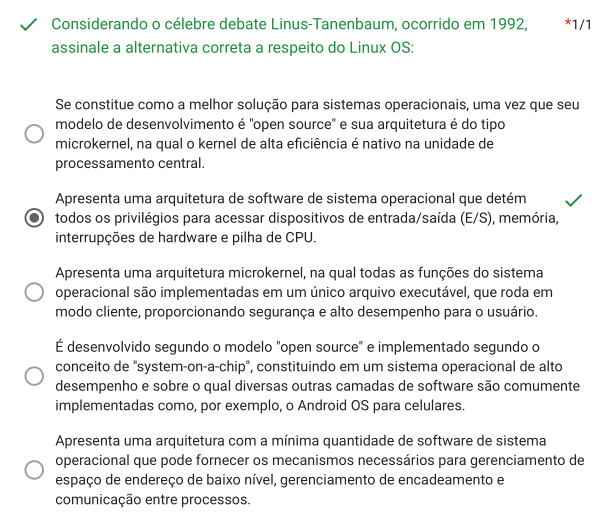 Considerando o célebre debate Linus-Tanenbaum, ocorrido em 1992, *1/1
assinale a alternativa correta a respeito do Linux OS:
Se constitue como a melhor solução para sistemas operacionais, uma vez que seu
modelo de desenvolvimento é "open source" e sua arquitetura é do tipo
microkernel, na qual o kernel de alta eficiência é nativo na unidade de
processamento central.
Apresenta uma arquitetura de software de sistema operacional que detém
todos os privilégios para acessar dispositivos de entrada/saída (E/S), memória,
interrupções de hardware e pilha de CPU.
Apresenta uma arquitetura microkernel, na qual todas as funções do sistema
operacional são implementadas em um único arquivo executável, que roda em
modo cliente, proporcionando segurança e alto desempenho para o usuário.
É desenvolvido segundo o modelo "open source" e implementado segundo o
conceito de "system-on-a-chip", constituindo em um sistema operacional de alto
desempenho e sobre o qual diversas outras camadas de software são comumente
implementadas como, por exemplo, o Android OS para celulares.
Apresenta uma arquitetura com a mínima quantidade de software de sistema
operacional que pode fornecer os mecanismos necessários para gerenciamento de
espaço de endereço de baixo nível, gerenciamento de encadeamento e
comunicação entre processos.